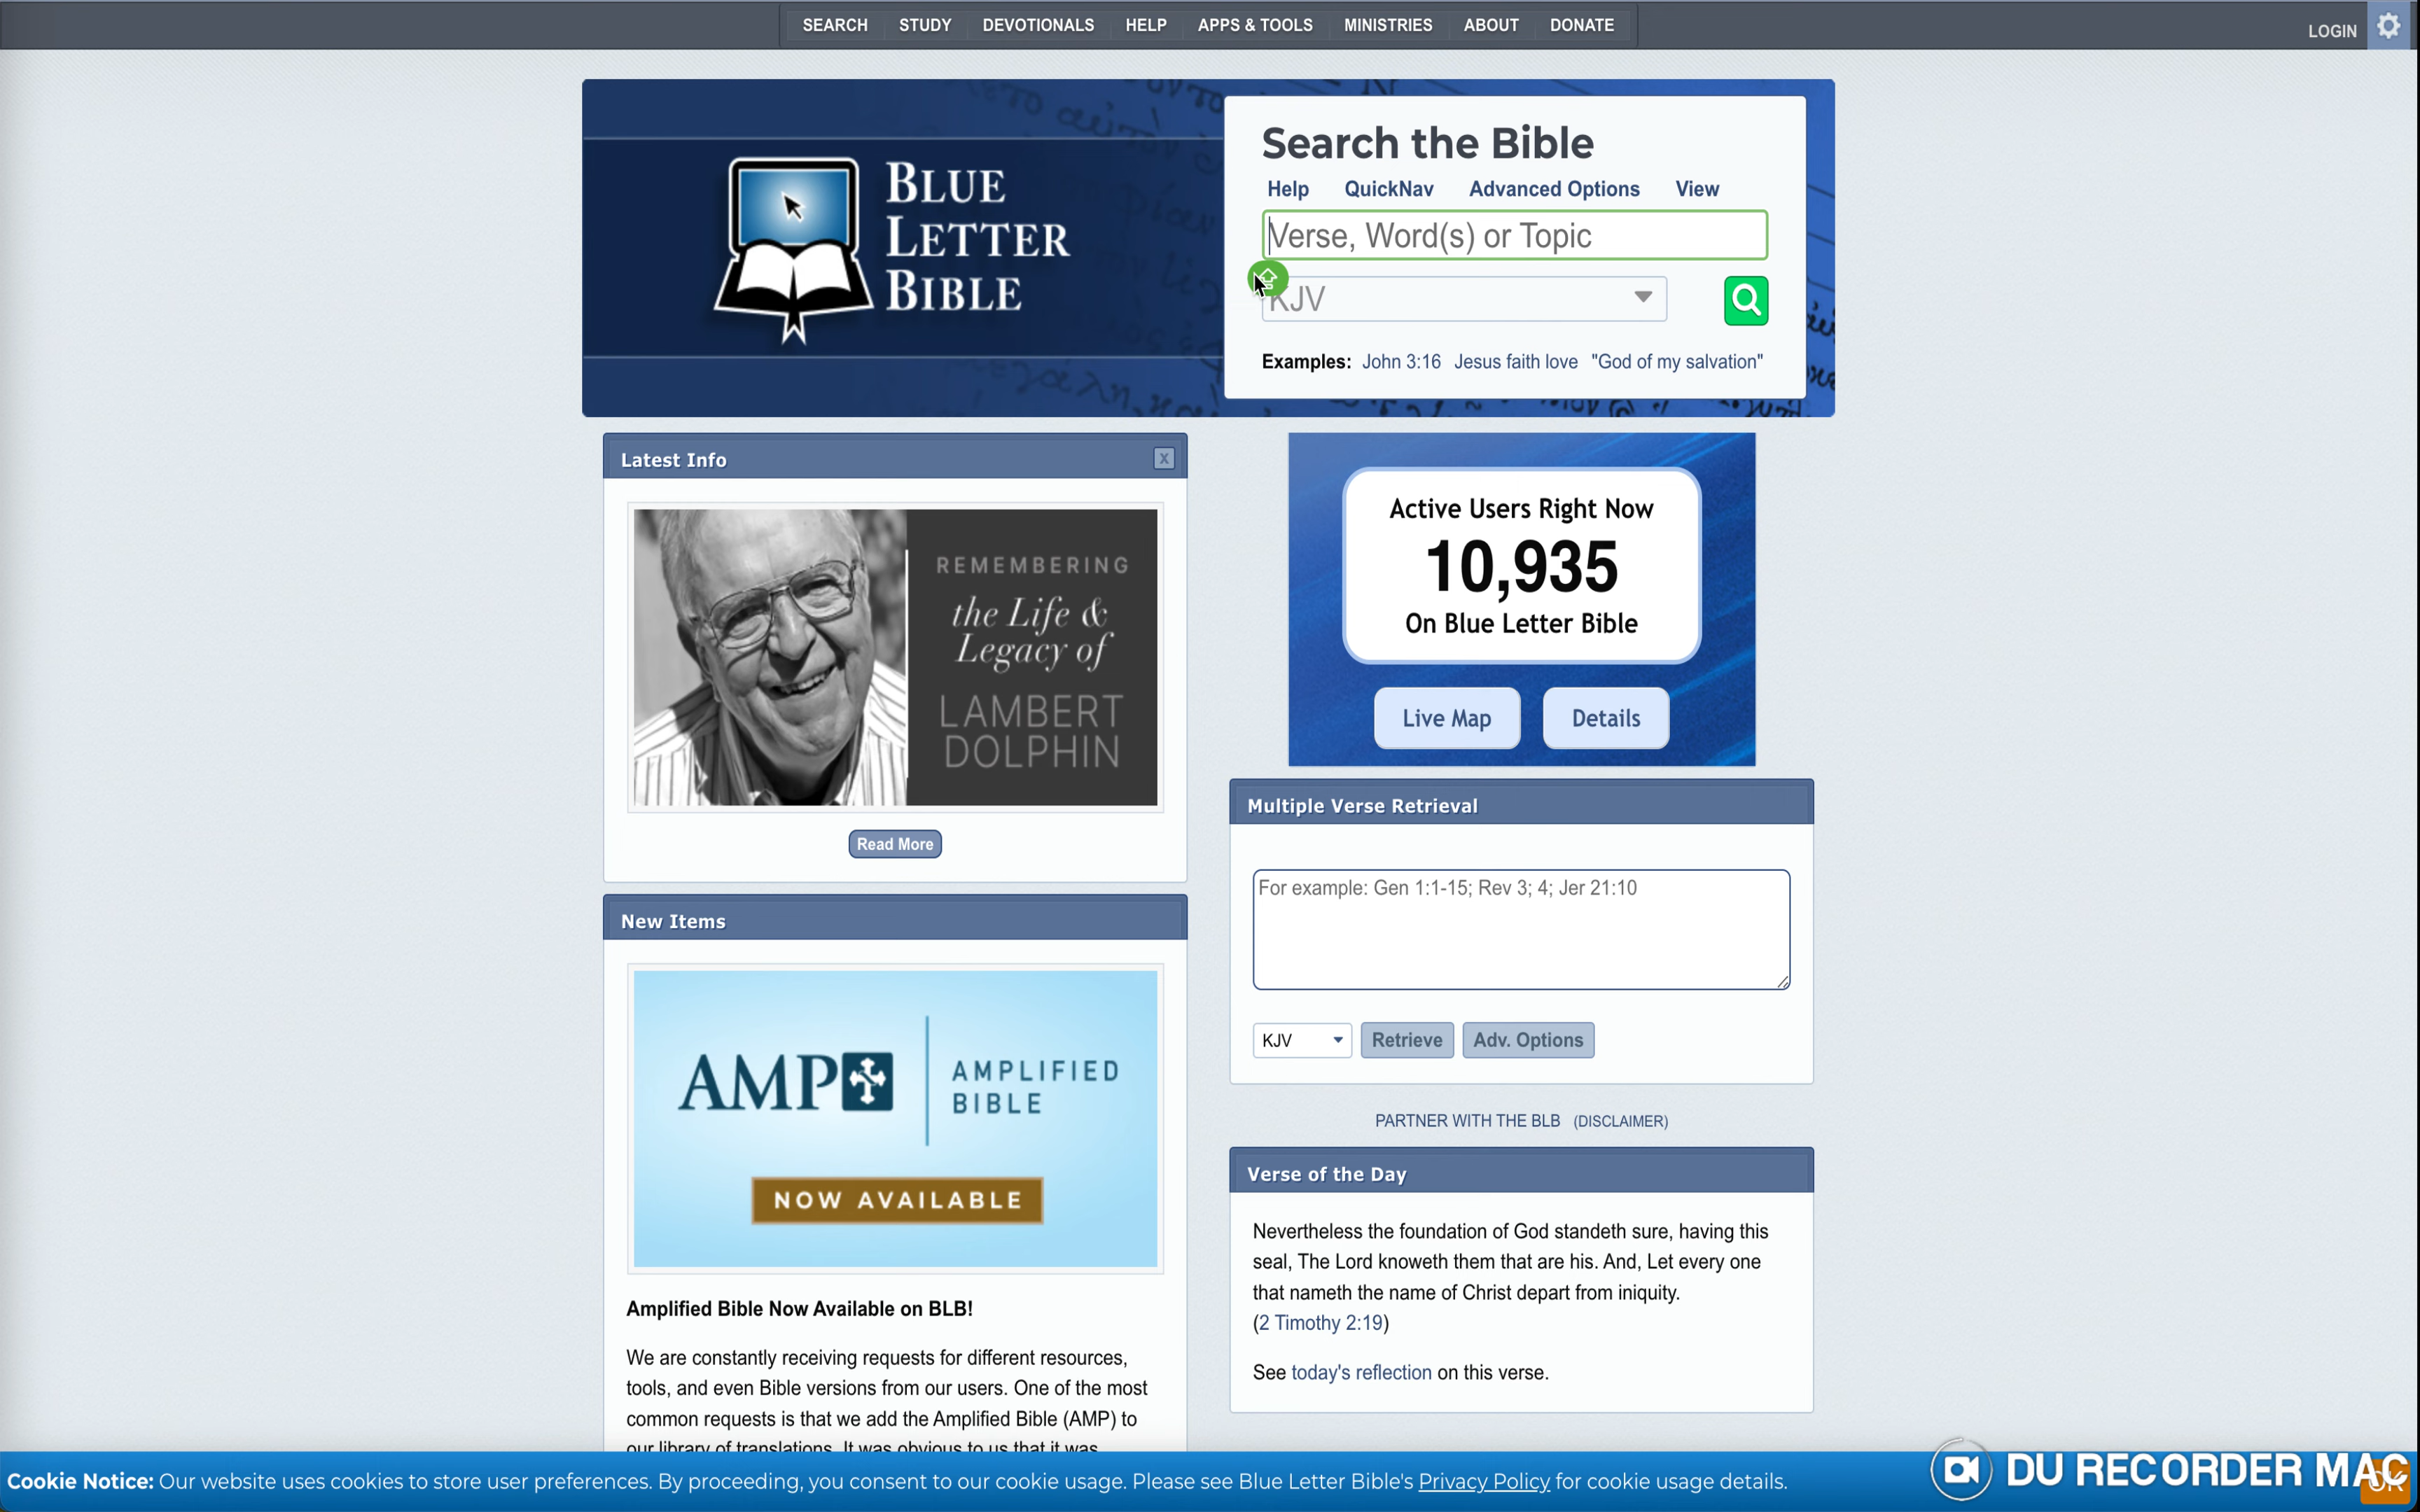 SEARCH STUDY DEVOTIONALS HELP APPS & TOOLS MINISTRIES ABOUT DONATE
LOGIN
BLUE
LETTER
BIBLE
Search the Bible
Help QuickNav Advanced Options View
Verse, Word(s) or Topic
KJV
Examples: John 3:16 Jesus faith love "God of my salvation"
Latest Info
X
REMEMBERING
the Life &
Legacy of
LAMBERT
DOLPHIN
Read More
New Items
AMP
AMPLIFIED
BIBLE
NOW AVAILABLE
Amplified Bible Now Available on BLB!
We are constantly receiving requests for different resources,
tools, and even Bible versions from our users. One of the most
common requests is that we add the Amplified Bible (AMP) to
our library of translations. It was obvious to us that it was
Active Users Right Now
10,935
On Blue Letter Bible
Live Map Details
Multiple Verse Retrieval
For example: Gen 1:1-15; Rev 3; 4; Jer 21:10
KJV Retrieve Adv. Options
PARTNER WITH THE BLB (DISCLAIMER)
Verse of the Day
Nevertheless the foundation of God standeth sure, having this
seal, The Lord knoweth them that are his. And, Let every one
that nameth the name of Christ depart from iniquity.
(2 Timothy 2:19)
See today's reflection on this verse.
Cookie Notice: Our website uses cookies to store user preferences. By proceeding, you consent to our cookie usage. Please see Blue Letter Bible's Privacy Policy for cookie usage details.
DU RECORDER MAC
OK